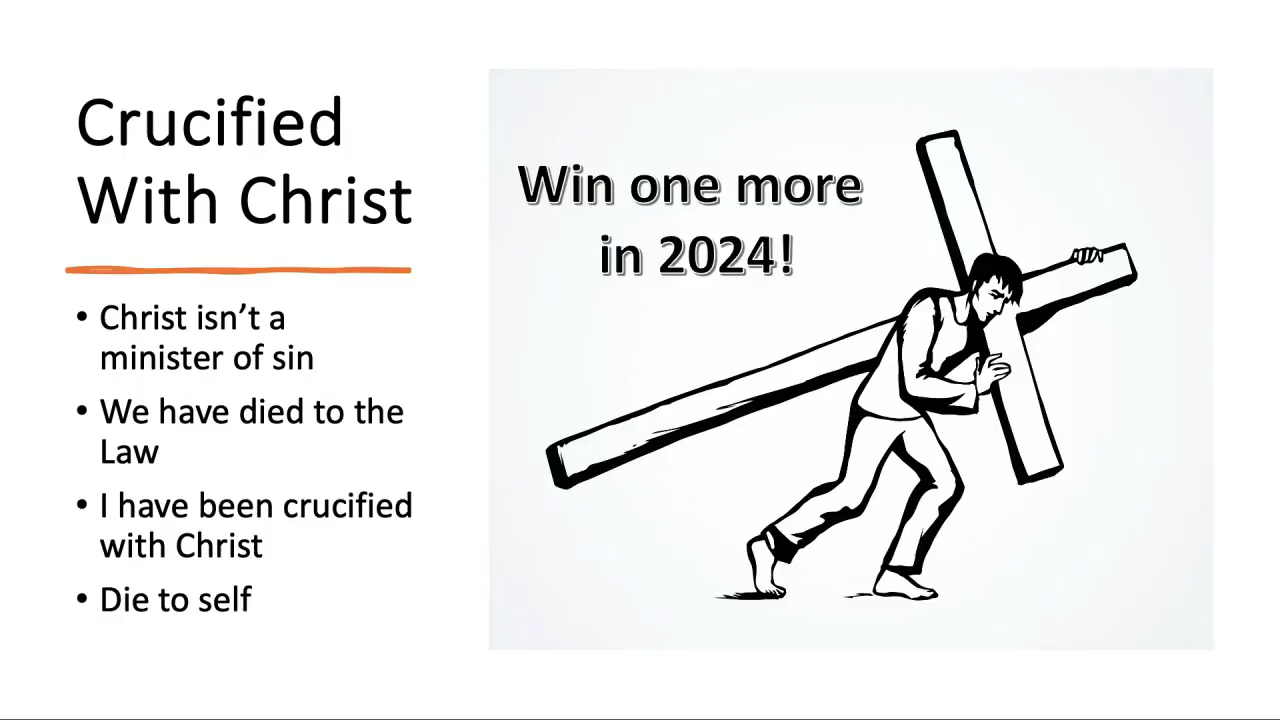 Crucified
With Christ
• Christ isn’t a
minister of sin
• We have died to the
Law
• I have been crucified
with Christ
• Die to self
Win one more
in 2024!